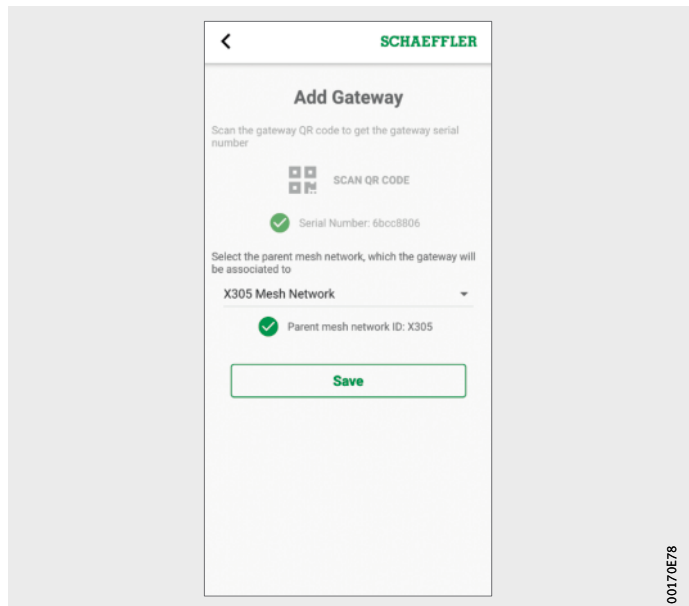 SCHAEFFLER
Add Gateway
Scan the gateway QR code to get the gateway serial
number
SCAN QR CODE
Serial Number: 6bcc8806
Select the parent mesh network, which the gateway will
be associated to
X305 Mesh Network
Parent mesh network ID: X305
Save
00170E78